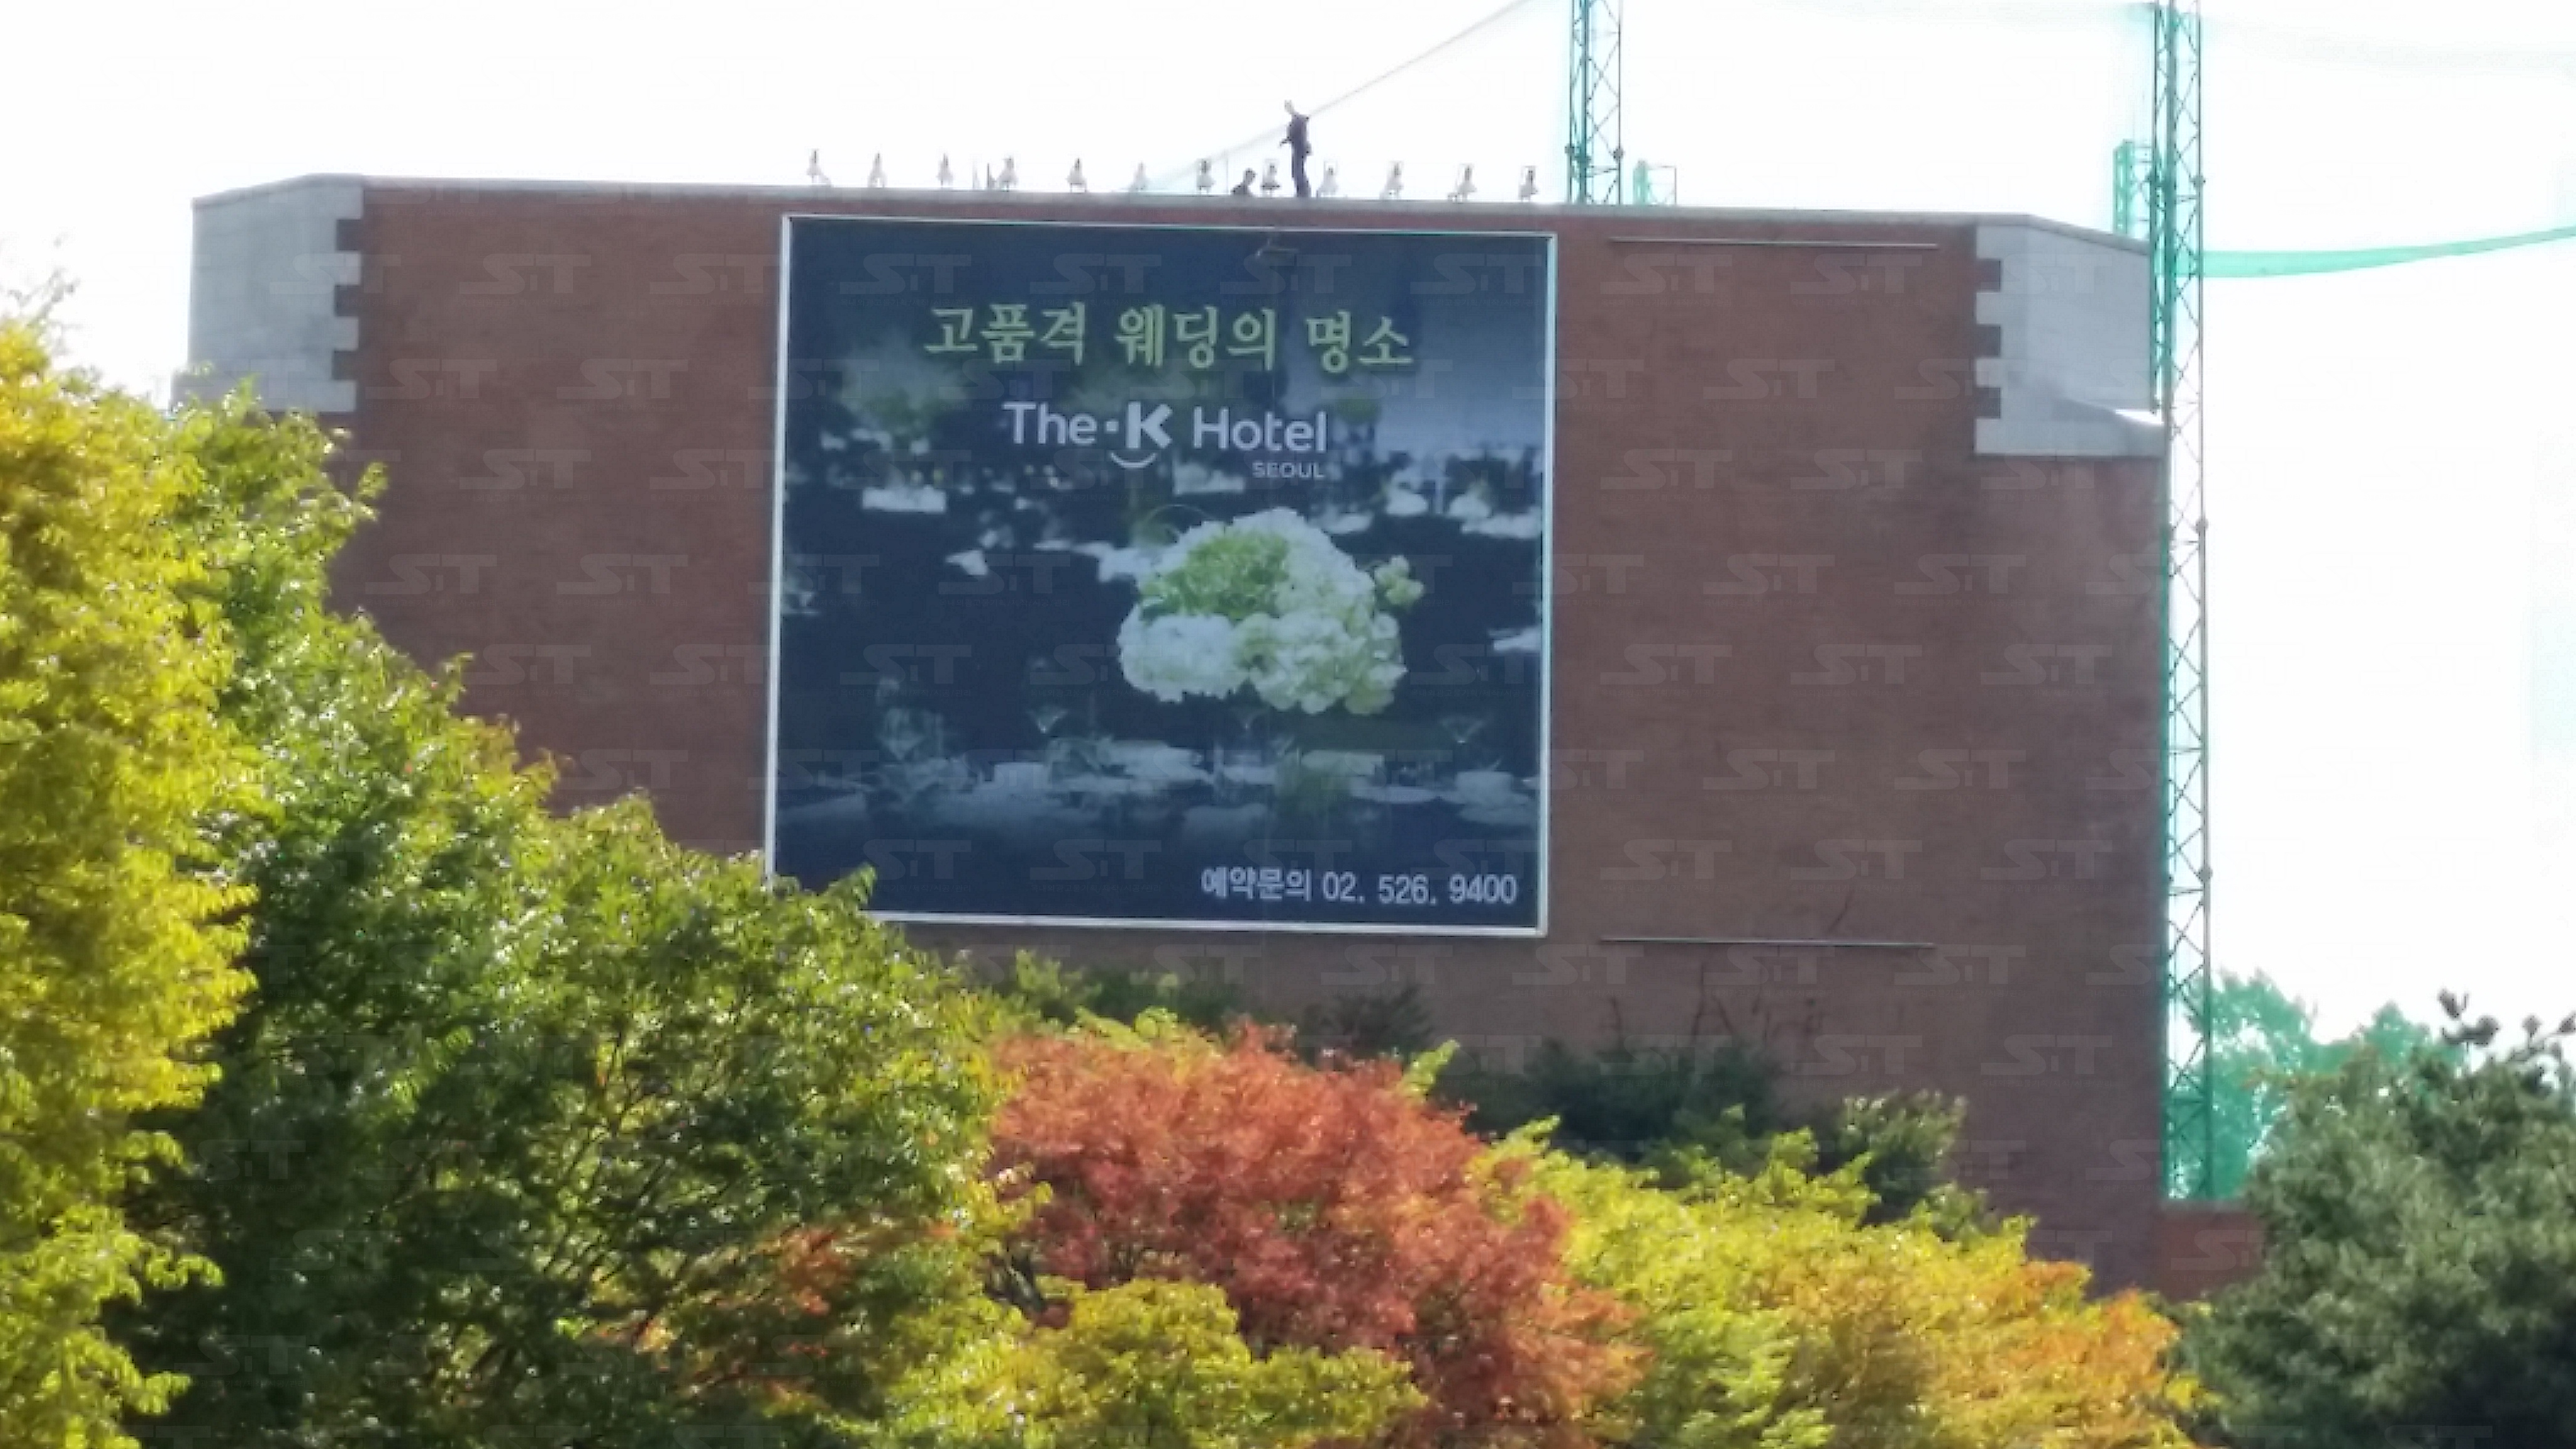 고품격 웨딩의 명소
The·K Hotel
SEOUL
예약문의 02. 526. 9400